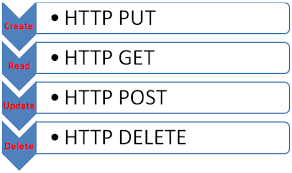 Create
• HTTP PUT
Read
• HTTP GET
Update
• HTTP POST
Delete
• HTTP DELETE